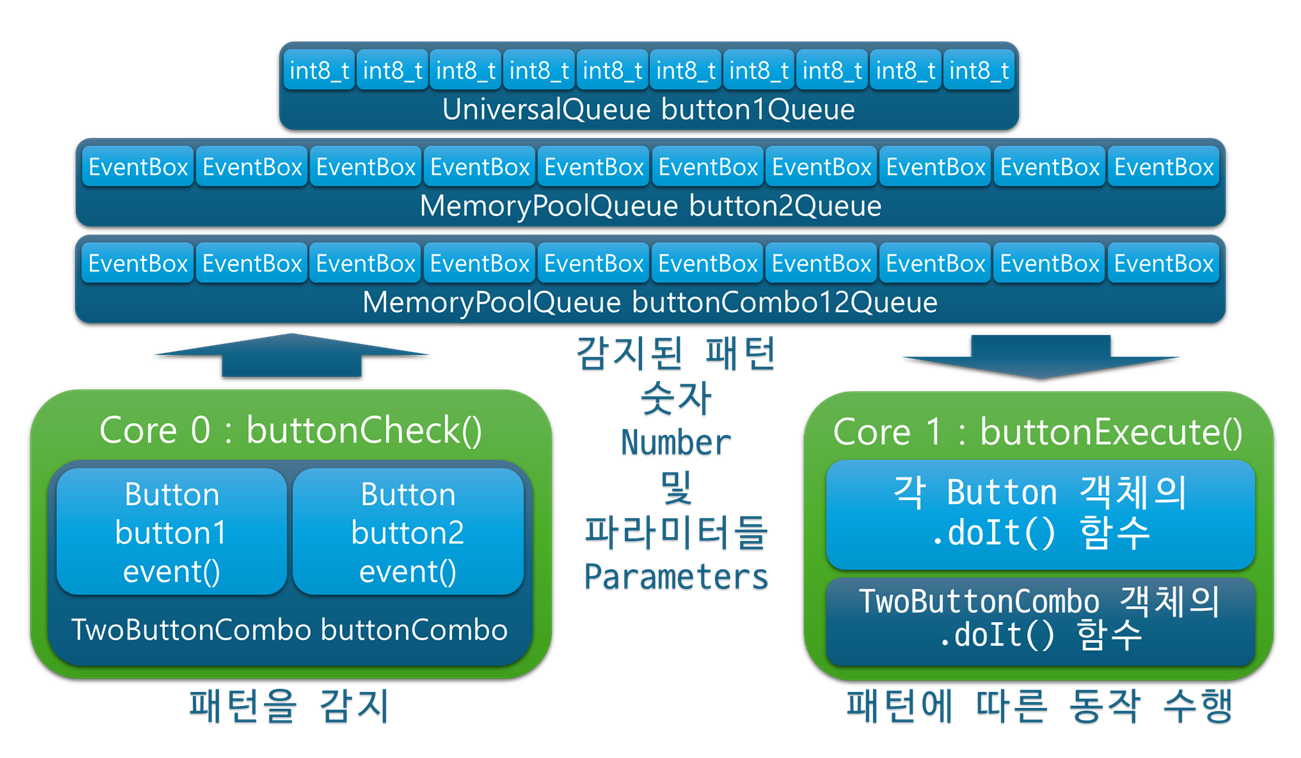 int8_t int8_t int8_t int8_t int8_t int8_t int8_t int8_t int8_t int8_t
UniversalQueue button1Queue
EventBox EventBox EventBox EventBox EventBox EventBox EventBox EventBox EventBox EventBox
MemoryPoolQueue button2Queue
EventBox EventBox EventBox EventBox EventBox EventBox EventBox EventBox EventBox EventBox
MemoryPoolQueue buttonCombo12Queue
감지된 패턴
숫자
Number
및
파라미터들
Parameters
Core 0 : buttonCheck()
Button
button1
event()
Button
button2
event()
TwoButtonCombo buttonCombo
패턴을 감지
Core 1 : buttonExecute()
각 Button 객체의
.doIt() 함수
TwoButtonCombo 객체의
.doIt() 함수
패턴에 따른 동작 수행